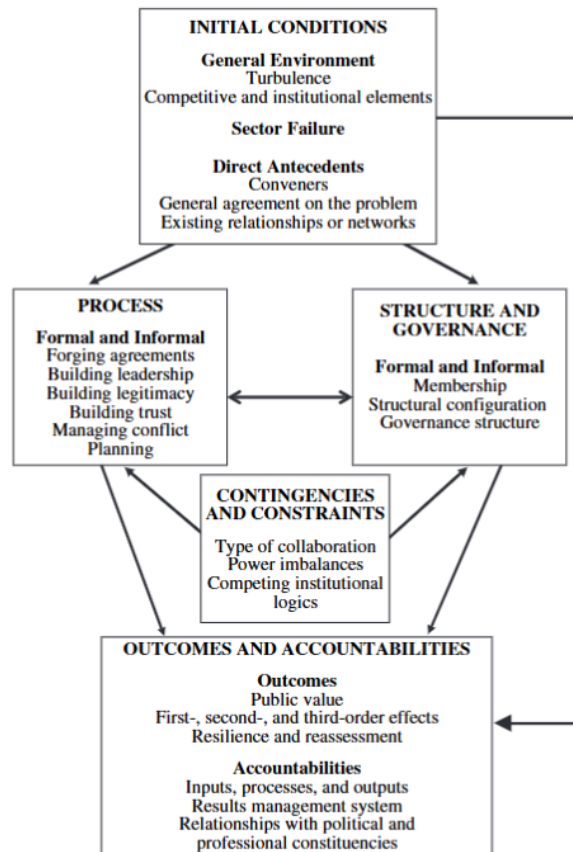 INITIAL CONDITIONS
General Environment
Turbulence
Competitive and institutional elements
Sector Failure
Direct Antecedents
Conveners
General agreement on the problem
Existing relationships or networks
PROCESS
Formal and Informal
Forging agreements
Building leadership
Building legitimacy
Building trust
Managing conflict
Planning
STRUCTURE AND
GOVERNANCE
Formal and Informal
Membership
Structural configuration
Governance structure
CONTINGENCIES
AND CONSTRAINTS
Type of collaboration
Power imbalances
Competing institutional
logics
OUTCOMES AND ACCOUNTABILITIES
Outcomes
Public value
First-, second-, and third-order effects
Resilience and reassessment
Accountabilities
Inputs, processes, and outputs
Results management system
Relationships with political and
professional constituencies